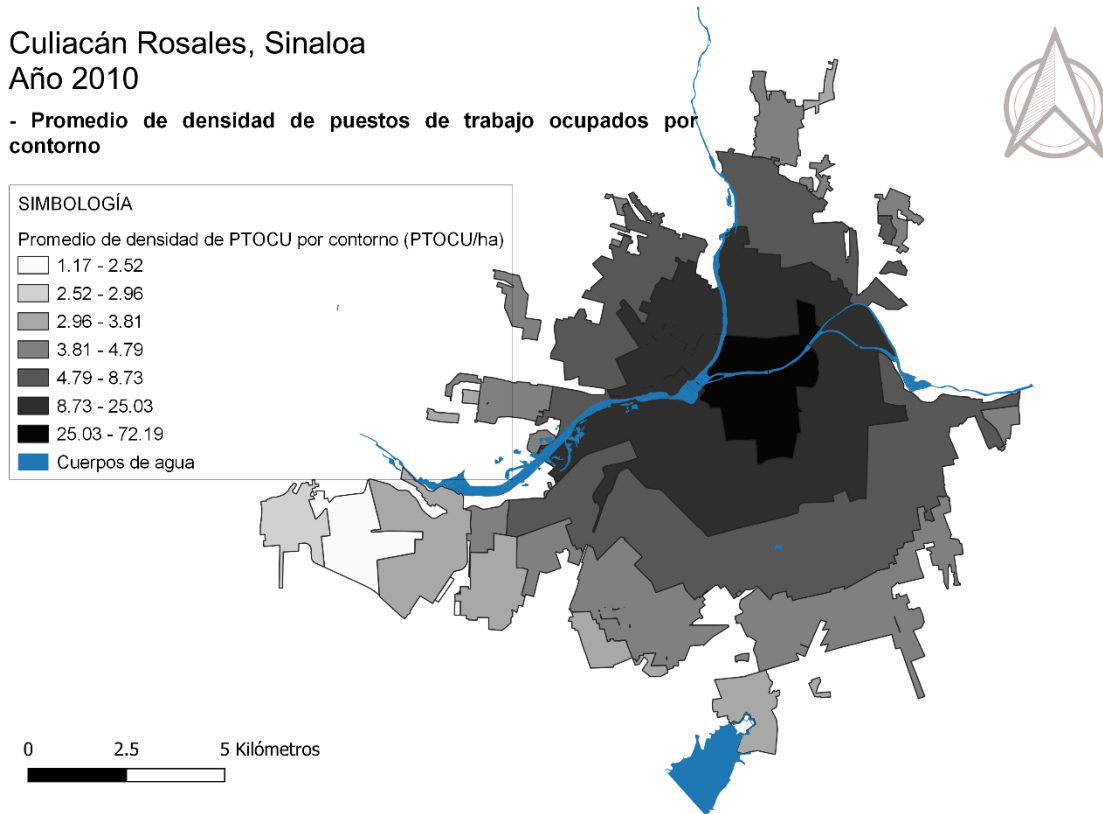 Culiacán Rosales, Sinaloa
Año 2010
- Promedio de densidad de puestos de trabajo ocupados por
contorno
SIMBOLOGÍA
Promedio de densidad de PTOCU por contorno (PTOCU/ha)
1.17 - 2.52
2.52 - 2.96
2.96 - 3.81
3.81 - 4.79
4.79 - 8.73
8.73 - 25.03
25.03 - 72.19
Cuerpos de agua
0 2.5 5 Kilómetros